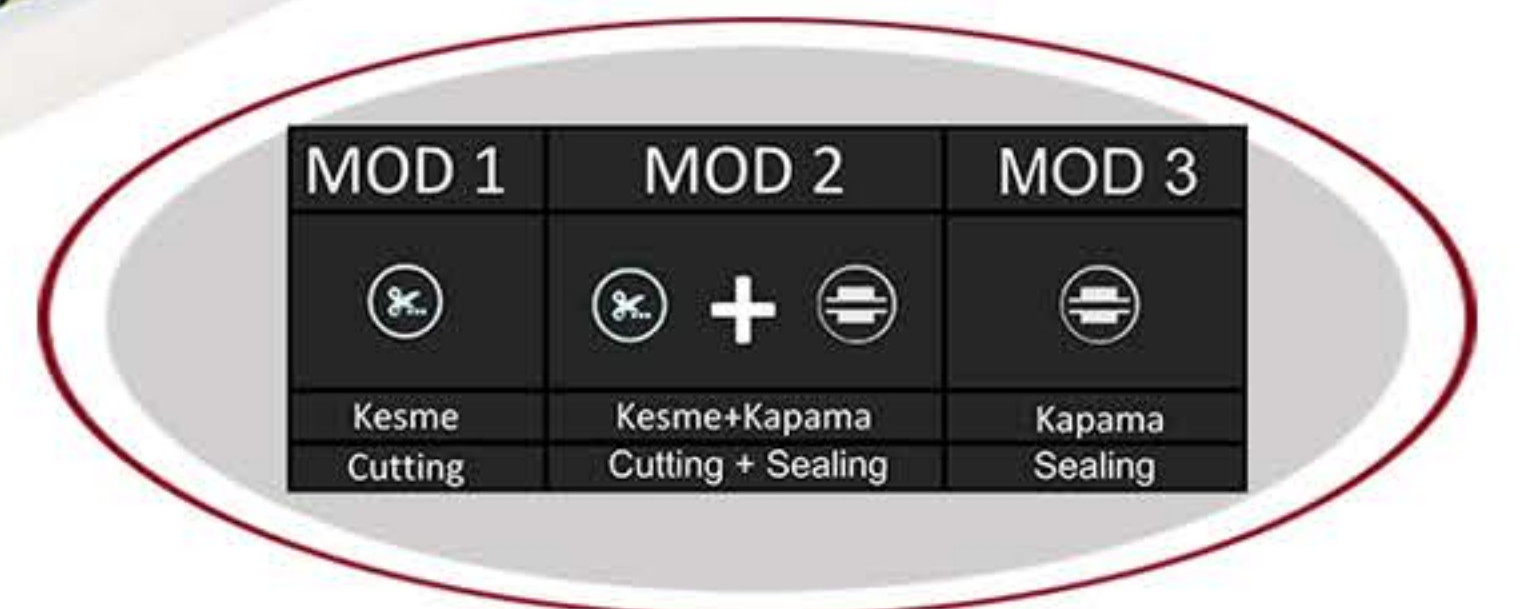 MOD 1 MOD 2 MOD 3
Kesme Kesme+Kapama Kapama
Cutting Cutting + Sealing Sealing